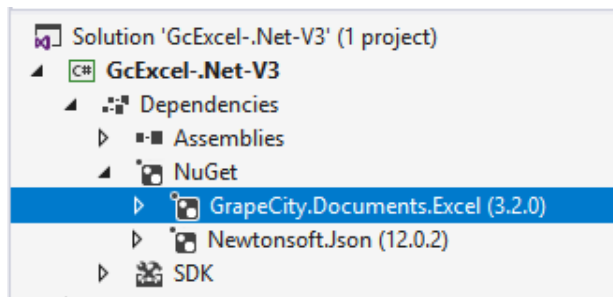 Solution 'GcExcel-.Net-V3' (1 project)
C# GcExcel-.Net-V3
Dependencies
Assemblies
NuGet
GrapeCity.Documents.Excel (3.2.0)
Newtonsoft.Json (12.0.2)
SDK